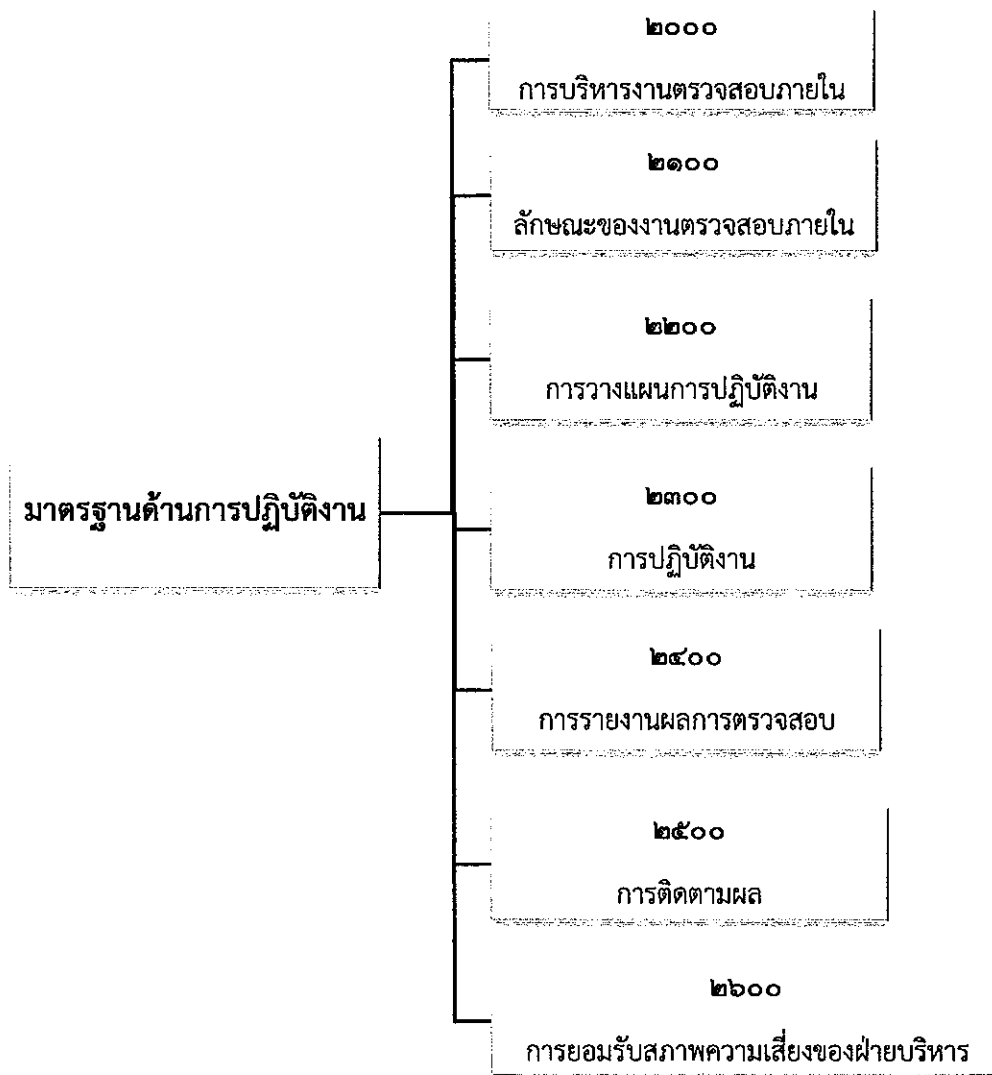 มาตรฐานด้านการปฏิบัติงาน
๒๐๐๐
การบริหารงานตรวจสอบภายใน
๒๑๐๐
ลักษณะของงานตรวจสอบภายใน
๒๒๐๐
การวางแผนการปฏิบัติงาน
๒๓๐๐
การปฏิบัติงาน
๒๔๐๐
การรายงานผลการตรวจสอบ
๒๕๐๐
การติดตามผล
๒๖๐๐
การยอมรับสภาพความเสี่ยงของฝ่ายบริหาร